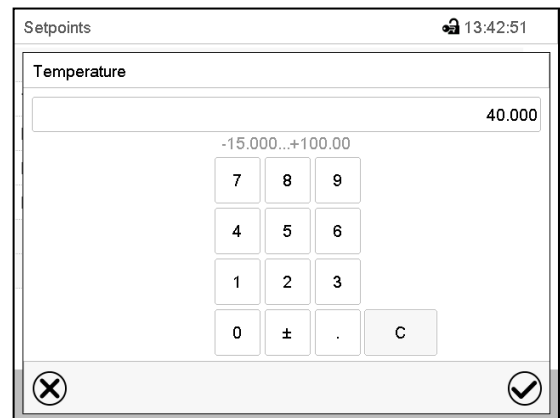 Setpoints 13:42:51
Temperature
40.000
-15.000...+100.00
7 8 9
4 5 6
1 2 3
0 ± . C